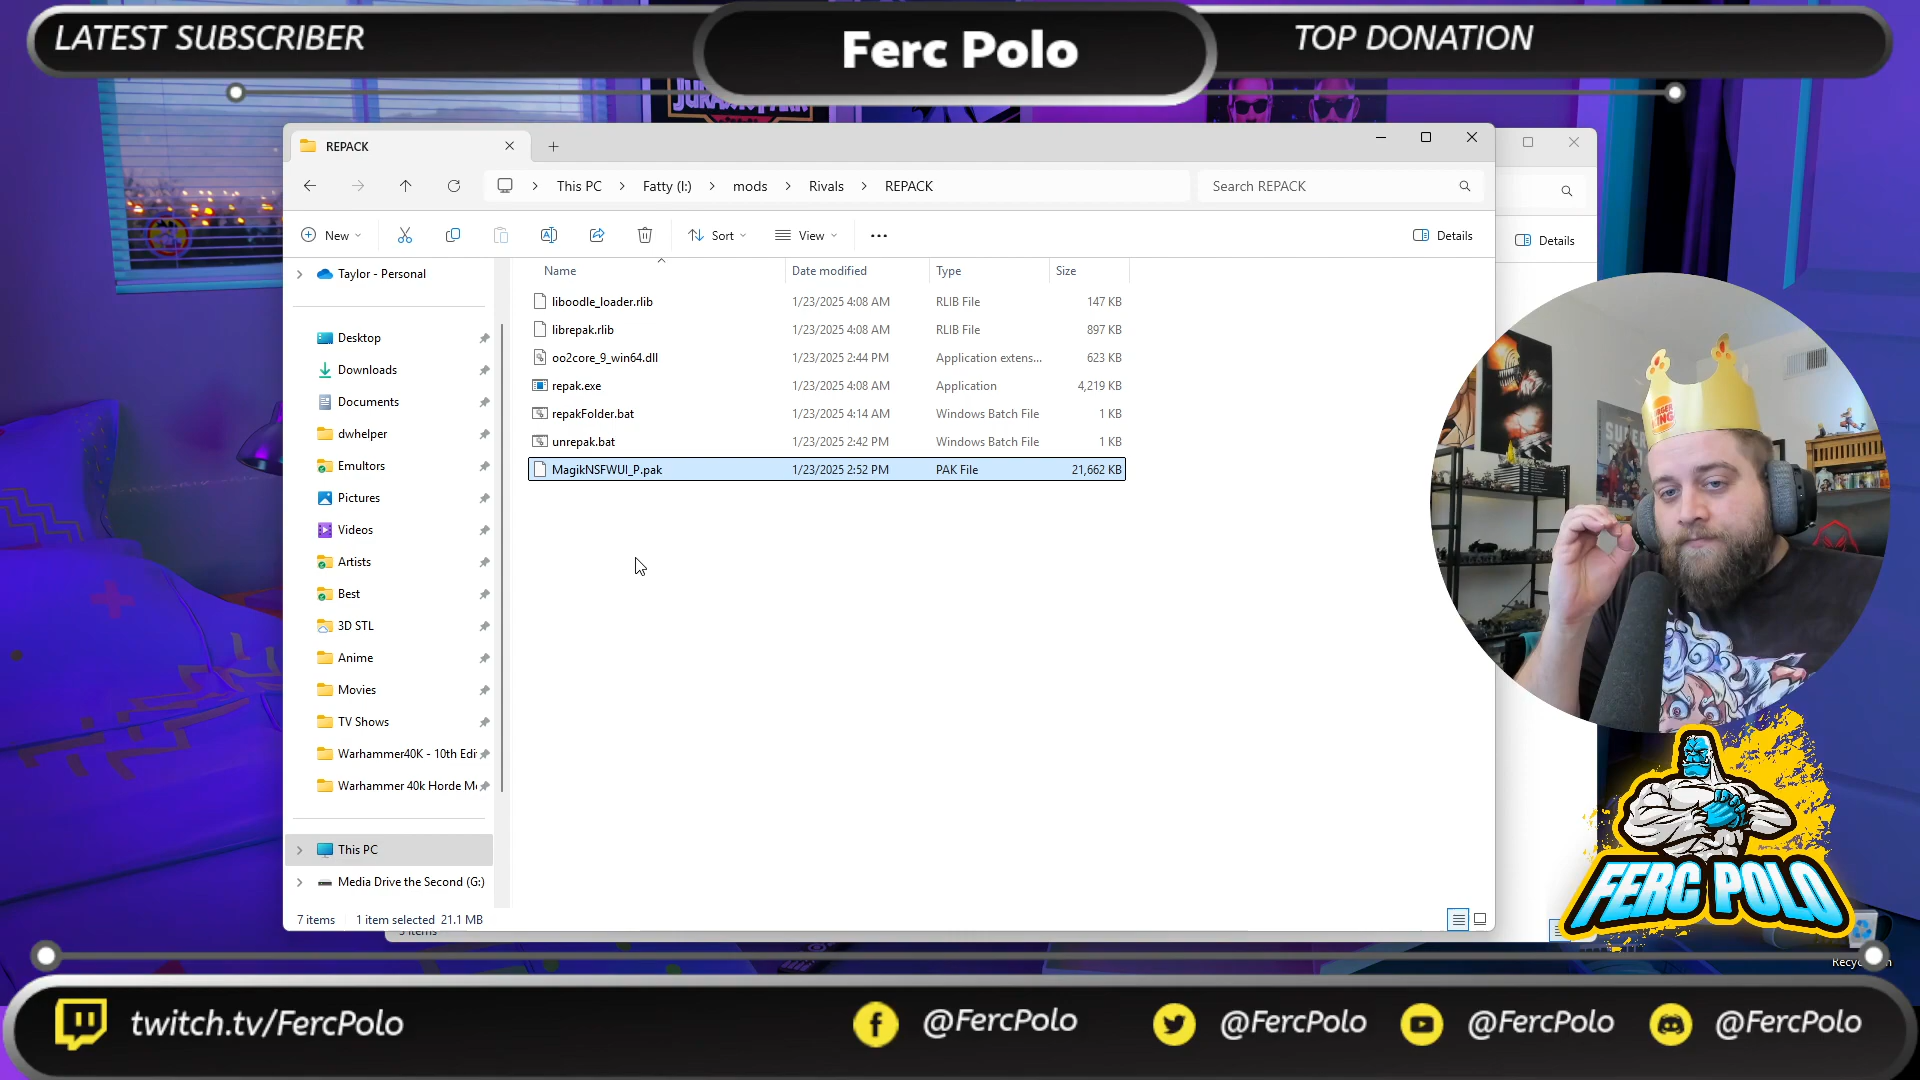 LATEST SUBSCRIBER
Ferc Polo
TOP DONATION
REPACK
This PC
Fatty (I:)
mods
Rivals
REPACK
Search REPACK
New
Sort
View
Details
Details
Name
Date modified
Type
Size
Taylor - Personal
Desktop
Downloads
Documents
dwhelper
Emultors
Pictures
Videos
Artists
Best
3D STL
Anime
Movies
TV Shows
Warhammer40K - 10th Edi
Warhammer 40k Horde M
This PC
Media Drive the Second (G:)
liboodle_loader.rlib 1/23/2025 4:08 AM RLIB File 147 KB
librepak.rlib 1/23/2025 4:08 AM RLIB File 897 KB
oo2core_9_win64.dll 1/23/2025 2:44 PM Application extens... 623 KB
repak.exe 1/23/2025 4:08 AM Application 4,219 KB
repakFolder.bat 1/23/2025 4:14 AM Windows Batch File 1 KB
unrepak.bat 1/23/2025 2:42 PM Windows Batch File 1 KB
MagikNSFWUI_P.pak 1/23/2025 2:52 PM PAK File 21,662 KB
7 items
1 item selected 21.1 MB
BURGER
KING
FERC POLO
twitch.tv/FercPolo
@FercPolo
@FercPolo
@FercPolo
@FercPolo